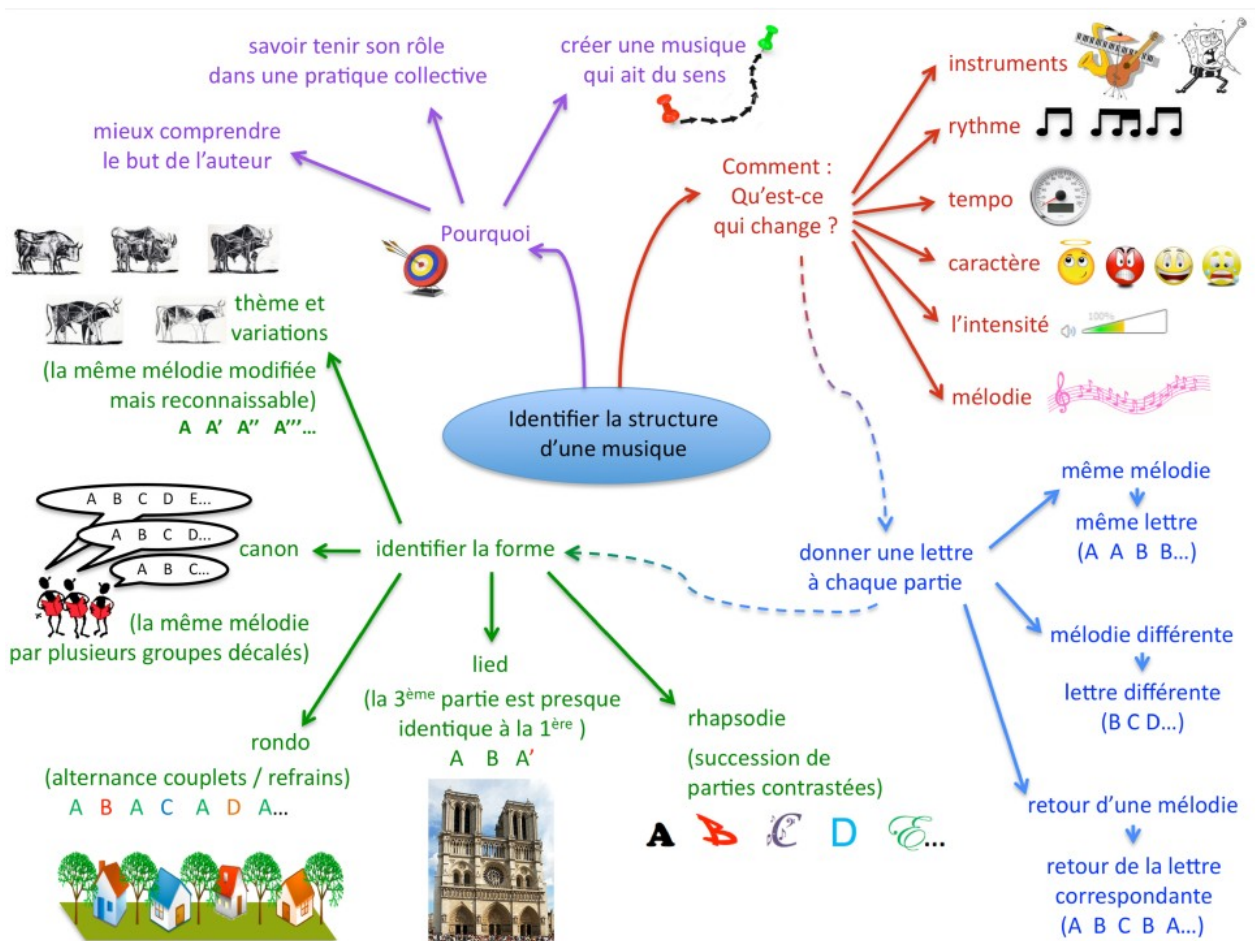 savoir tenir son rôle
dans une pratique collective
créer une musique
qui ait du sens
mieux comprendre
le but de l'auteur
Pourquoi
Comment :
Qu'est-ce
qui change ?
instruments
rythme
tempo
caractère
l'intensité
100%
mélodie
Identifier la structure
d'une musique
donner une lettre
à chaque partie
même mélodie
même lettre
(A A B B...)
mélodie différente
lettre différente
(B C D...)
retour d'une mélodie
retour de la lettre
correspondante
(A B C B A...)
identifier la forme
thème et
variations
(la même mélodie modifiée
mais reconnaissable)
A A' A'' A'''...
canon
A B C D E...
A B C D...
A B C...
(la même mélodie
par plusieurs groupes décalés)
rondo
(alternance couplets / refrains)
A B A C A D A...
lied
(la 3ème partie est presque
identique à la 1ère )
A B A'
rhapsodie
(succession de
parties contrastées)
A B C D E...